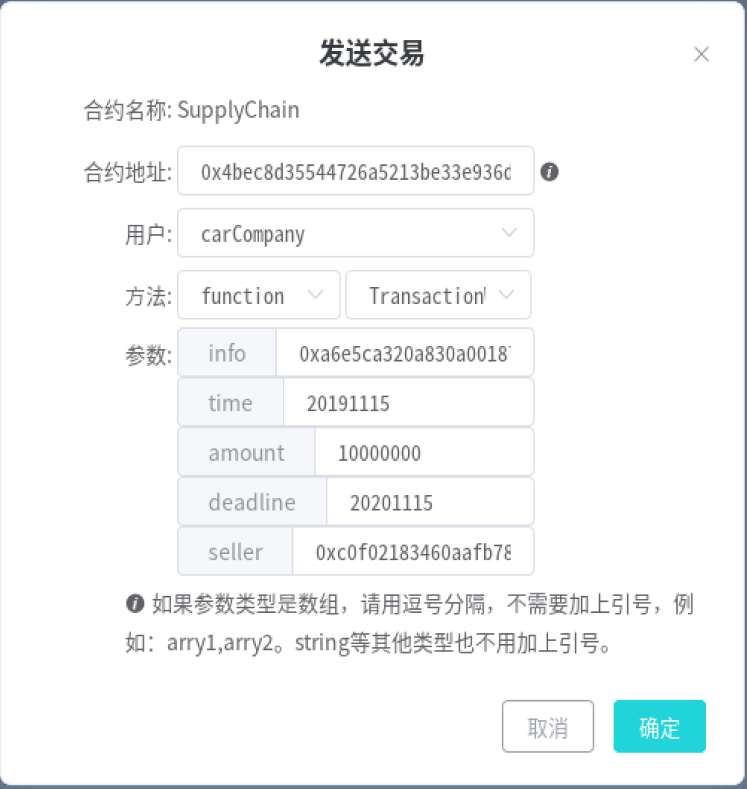 发送交易
合约名称: SupplyChain
合约地址: 0x4bec8d35544726a5213be33e936d
用户: carCompany
方法: function Transaction
参数: info 0xa6e5ca320a830a0018
time 20191115
amount 10000000
deadline 20201115
seller 0xc0f02183460aafb78
如果参数类型是数组，请用逗号分隔，不需要加上引号，例
如：arry1,arry2。string等其他类型也不用加上引号。
取消 确定